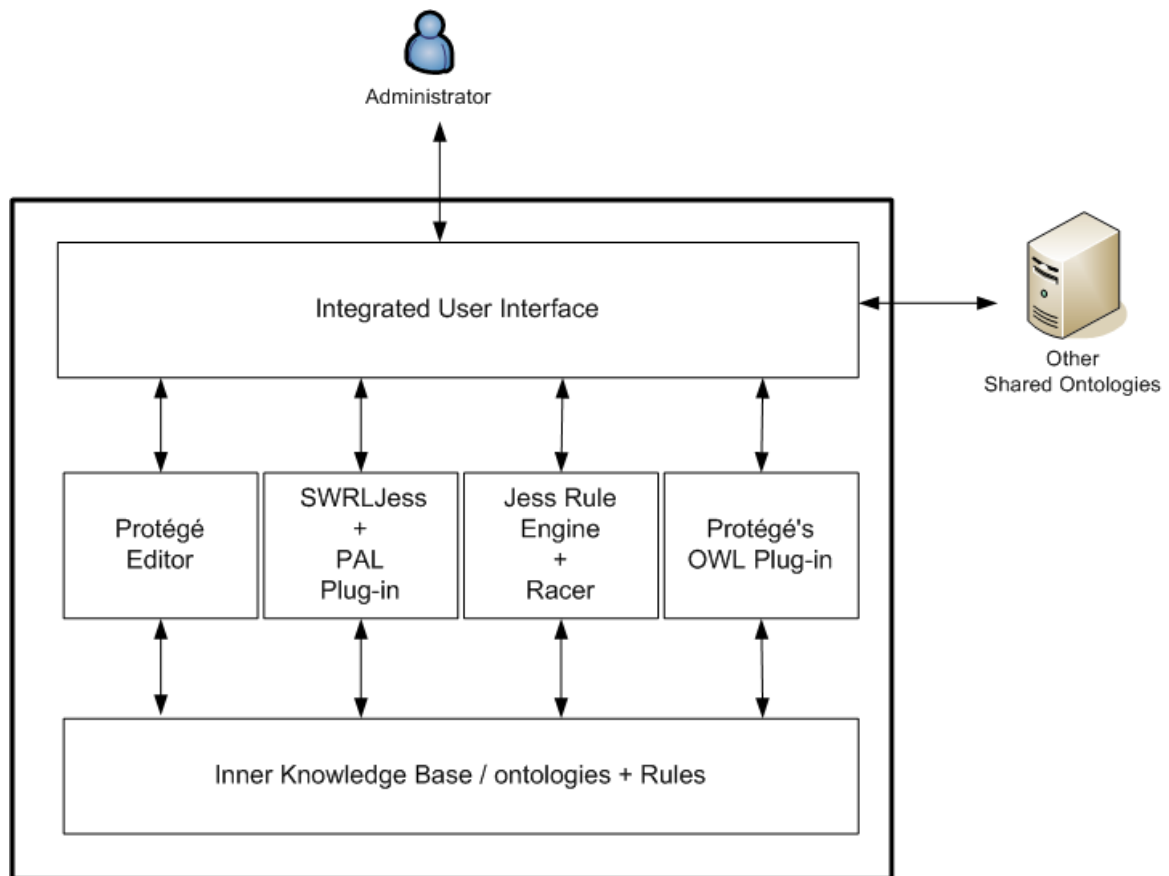 Administrator
Integrated User Interface
Other
Shared Ontologies
Protégé
Editor
SWRLJess
+
PAL
Plug-in
Jess Rule
Engine
+
Racer
Protégé's
OWL Plug-in
Inner Knowledge Base / ontologies + Rules